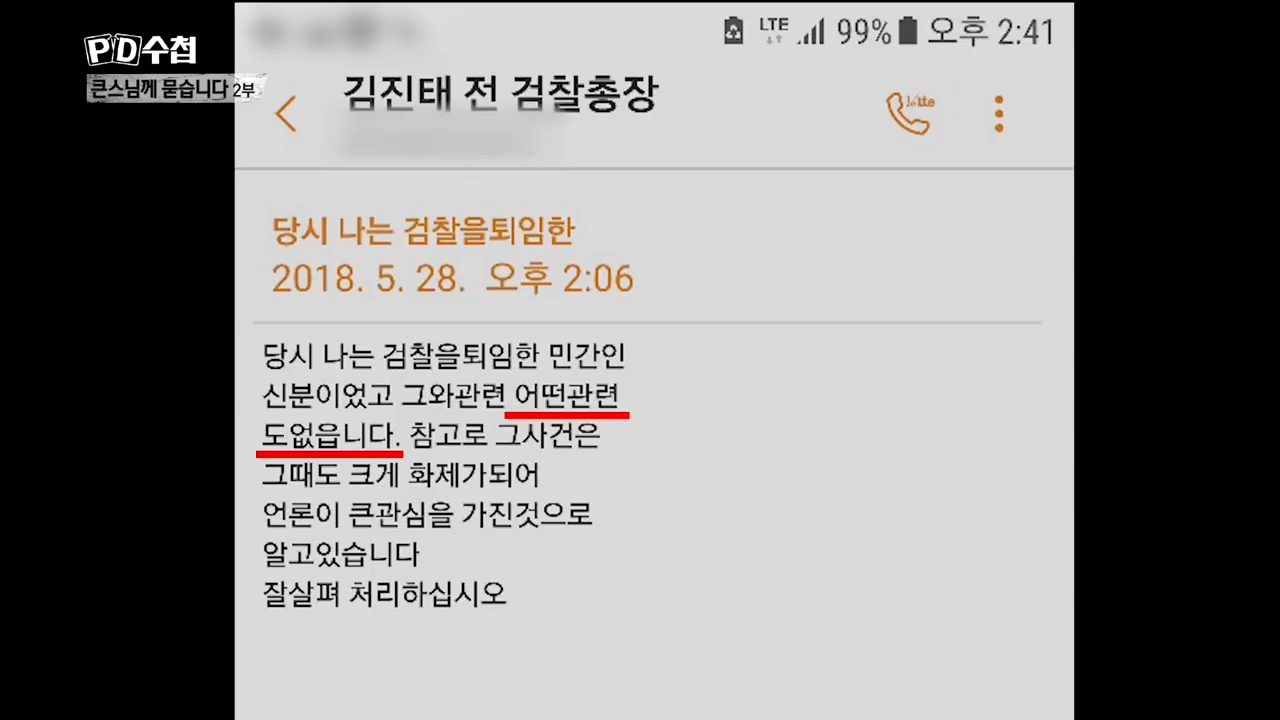 PD수첩
큰스님께 묻습니다 2부
LTE 99% 오후 2:41
김진태 전 검찰총장
당시 나는 검찰을퇴임한
2018. 5. 28. 오후 2:06
당시 나는 검찰을퇴임한 민간인
신분이었고 그와관련 어떤관련
도없읍니다. 참고로 그사건은
그때도 크게 화제가되어
언론이 큰관심을 가진것으로
알고있습니다
잘살펴 처리하십시오